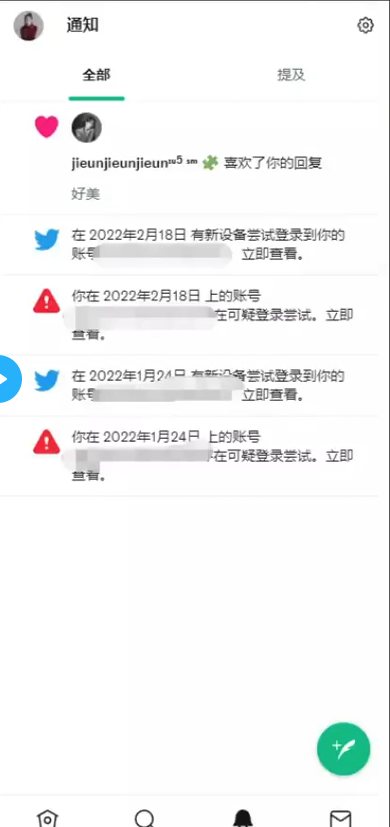 通知
全部
提及
jieunjieunjieun
喜欢了你的回复
好美
在 2022年2月18日 有新设备尝试登录到你的
账号 立即查看。
你在 2022年2月18日 上的账号
在可疑登录尝试。立即
查看。
在 2022年1月24日 有新设备尝试登录到你的
账号 立即查看。
你在 2022年1月24日 上的账号
在可疑登录尝试。立即
查看。